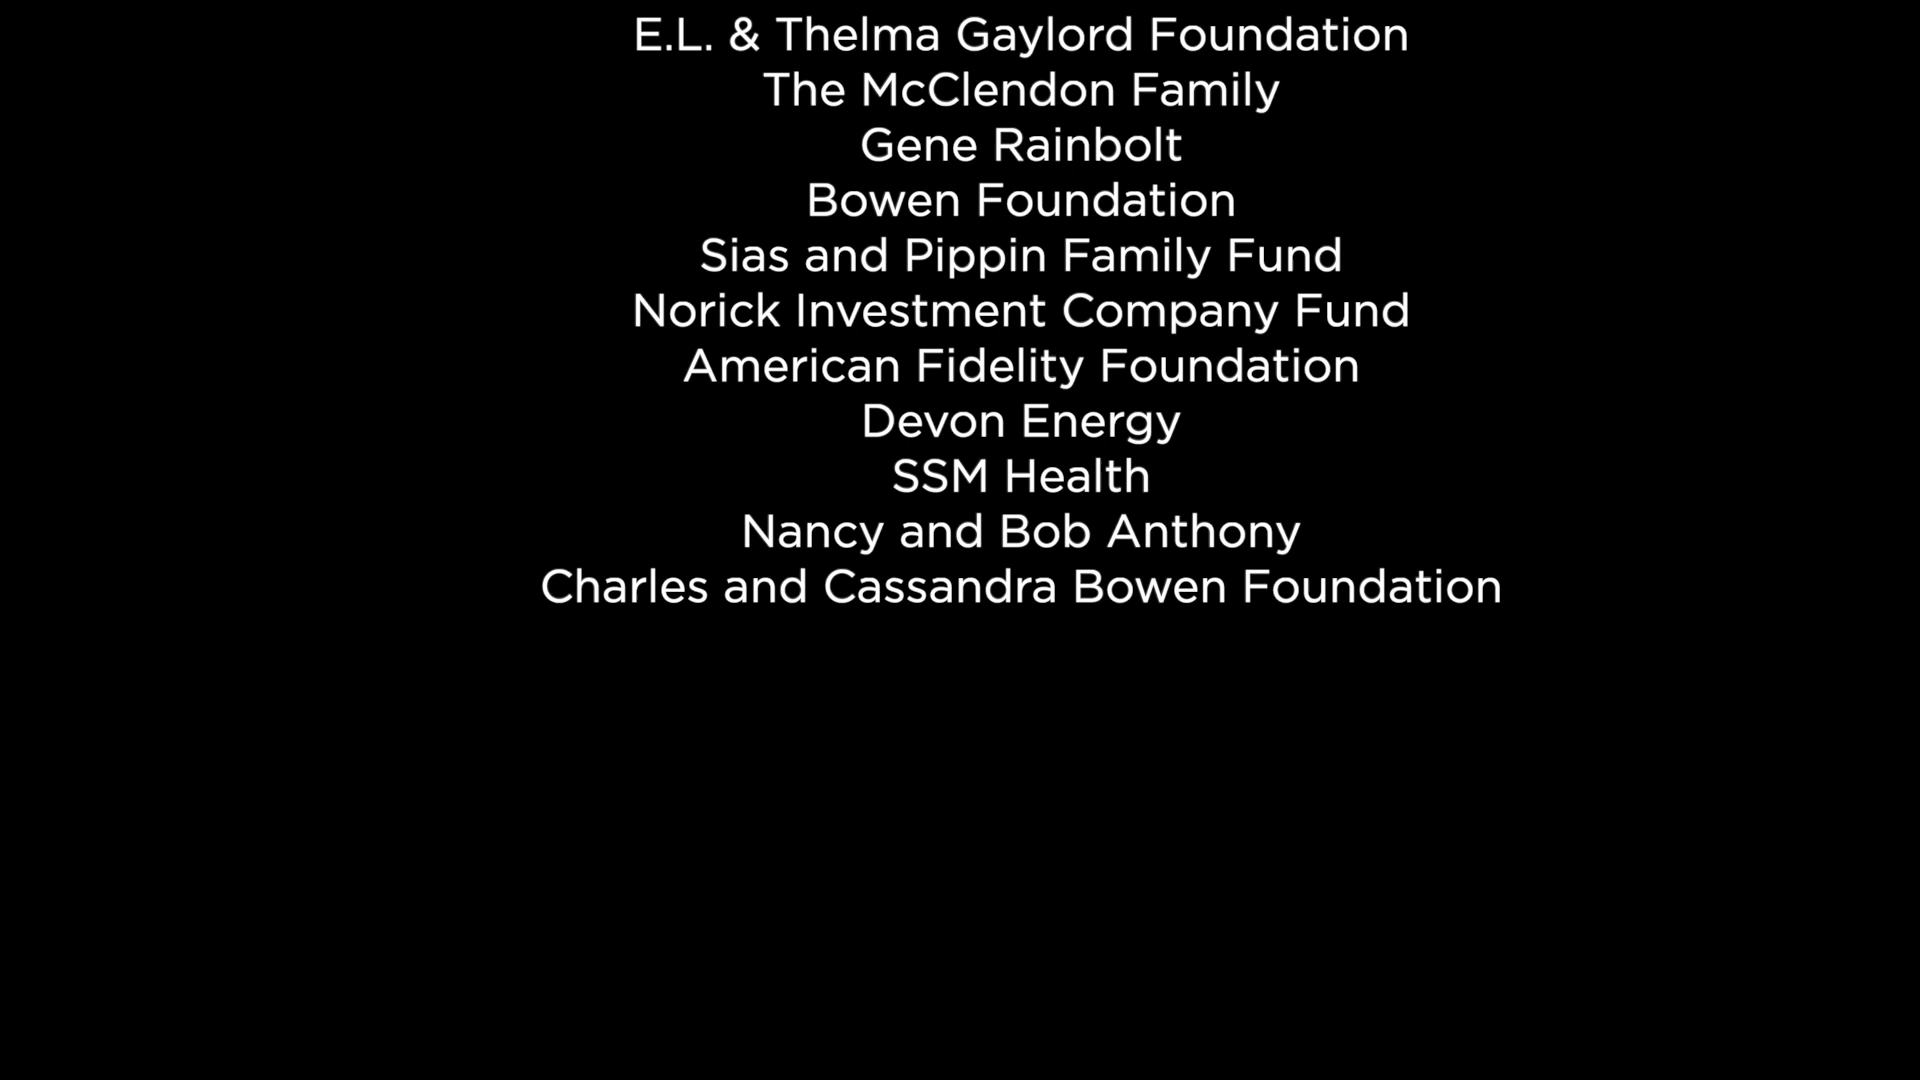 E.L. & Thelma Gaylord Foundation
The McClendon Family
Gene Rainbolt
Bowen Foundation
Sias and Pippin Family Fund
Norick Investment Company Fund
American Fidelity Foundation
Devon Energy
SSM Health
Nancy and Bob Anthony
Charles and Cassandra Bowen Foundation